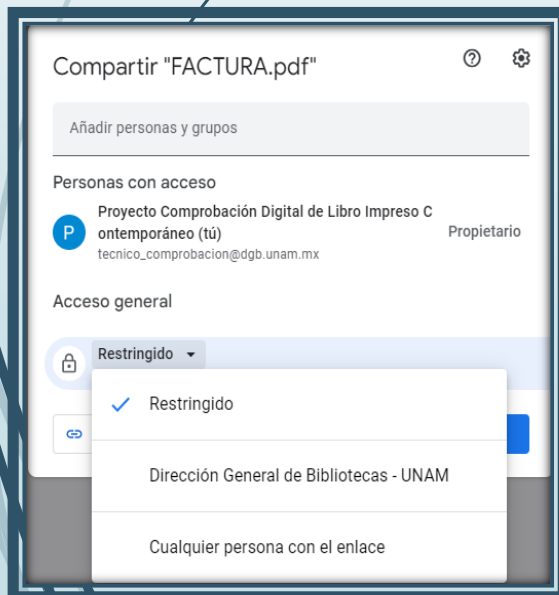 Compartir "FACTURA.pdf"
Añadir personas y grupos
Personas con acceso
P
Proyecto Comprobación Digital de Libro Impreso C
ontemporáneo (tú)
Propietario
tecnico_comprobacion@dgb.unam.mx
Acceso general
Restringido
Restringido
Dirección General de Bibliotecas - UNAM
Cualquier persona con el enlace